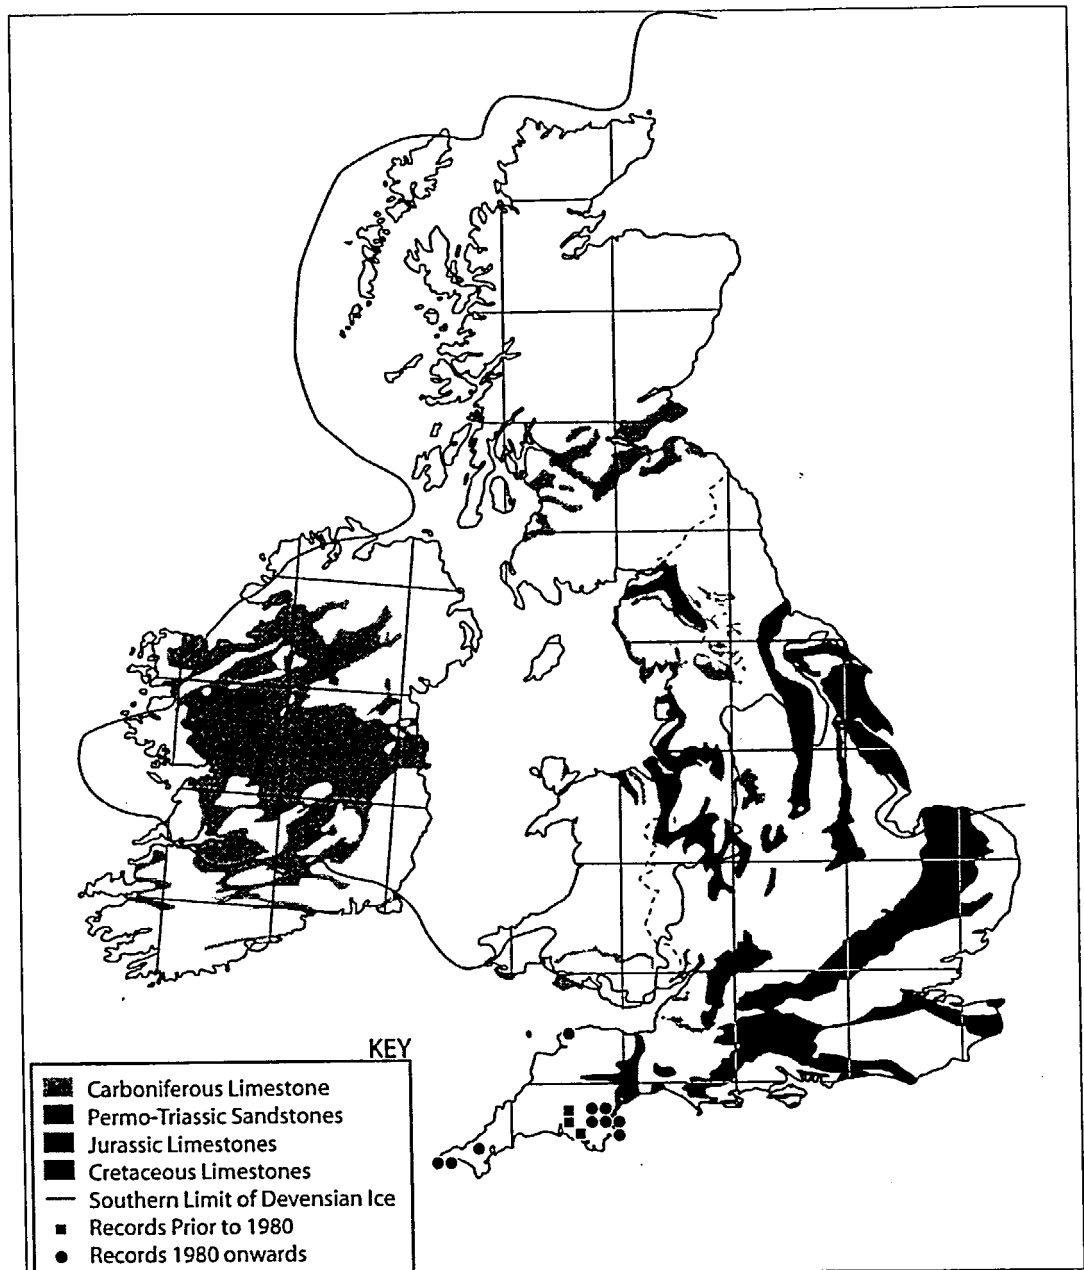 KEY
Carboniferous Limestone
Permo-Triassic Sandstones
Jurassic Limestones
Cretaceous Limestones
Southern Limit of Devensian Ice
Records Prior to 1980
Records 1980 onwards